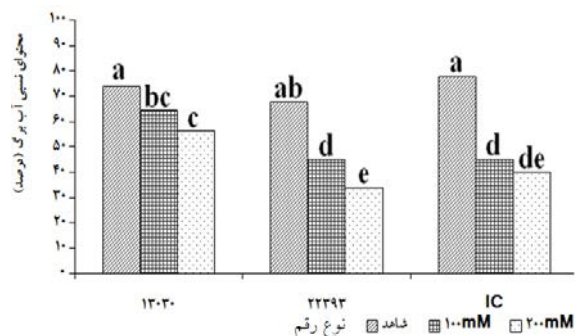 محتوای نسبی آب برگ (درصد)
۱۰۰
۹۰
۸۰
۷۰
۶۰
۵۰
۴۰
۳۰
۲۰
۱۰
۰
a bc c ab d e a d de
۱۳۰۳۰ ۲۲۳۹۳ IC
نوع رقم شاهد ۱۰۰mM ۲۰۰mM